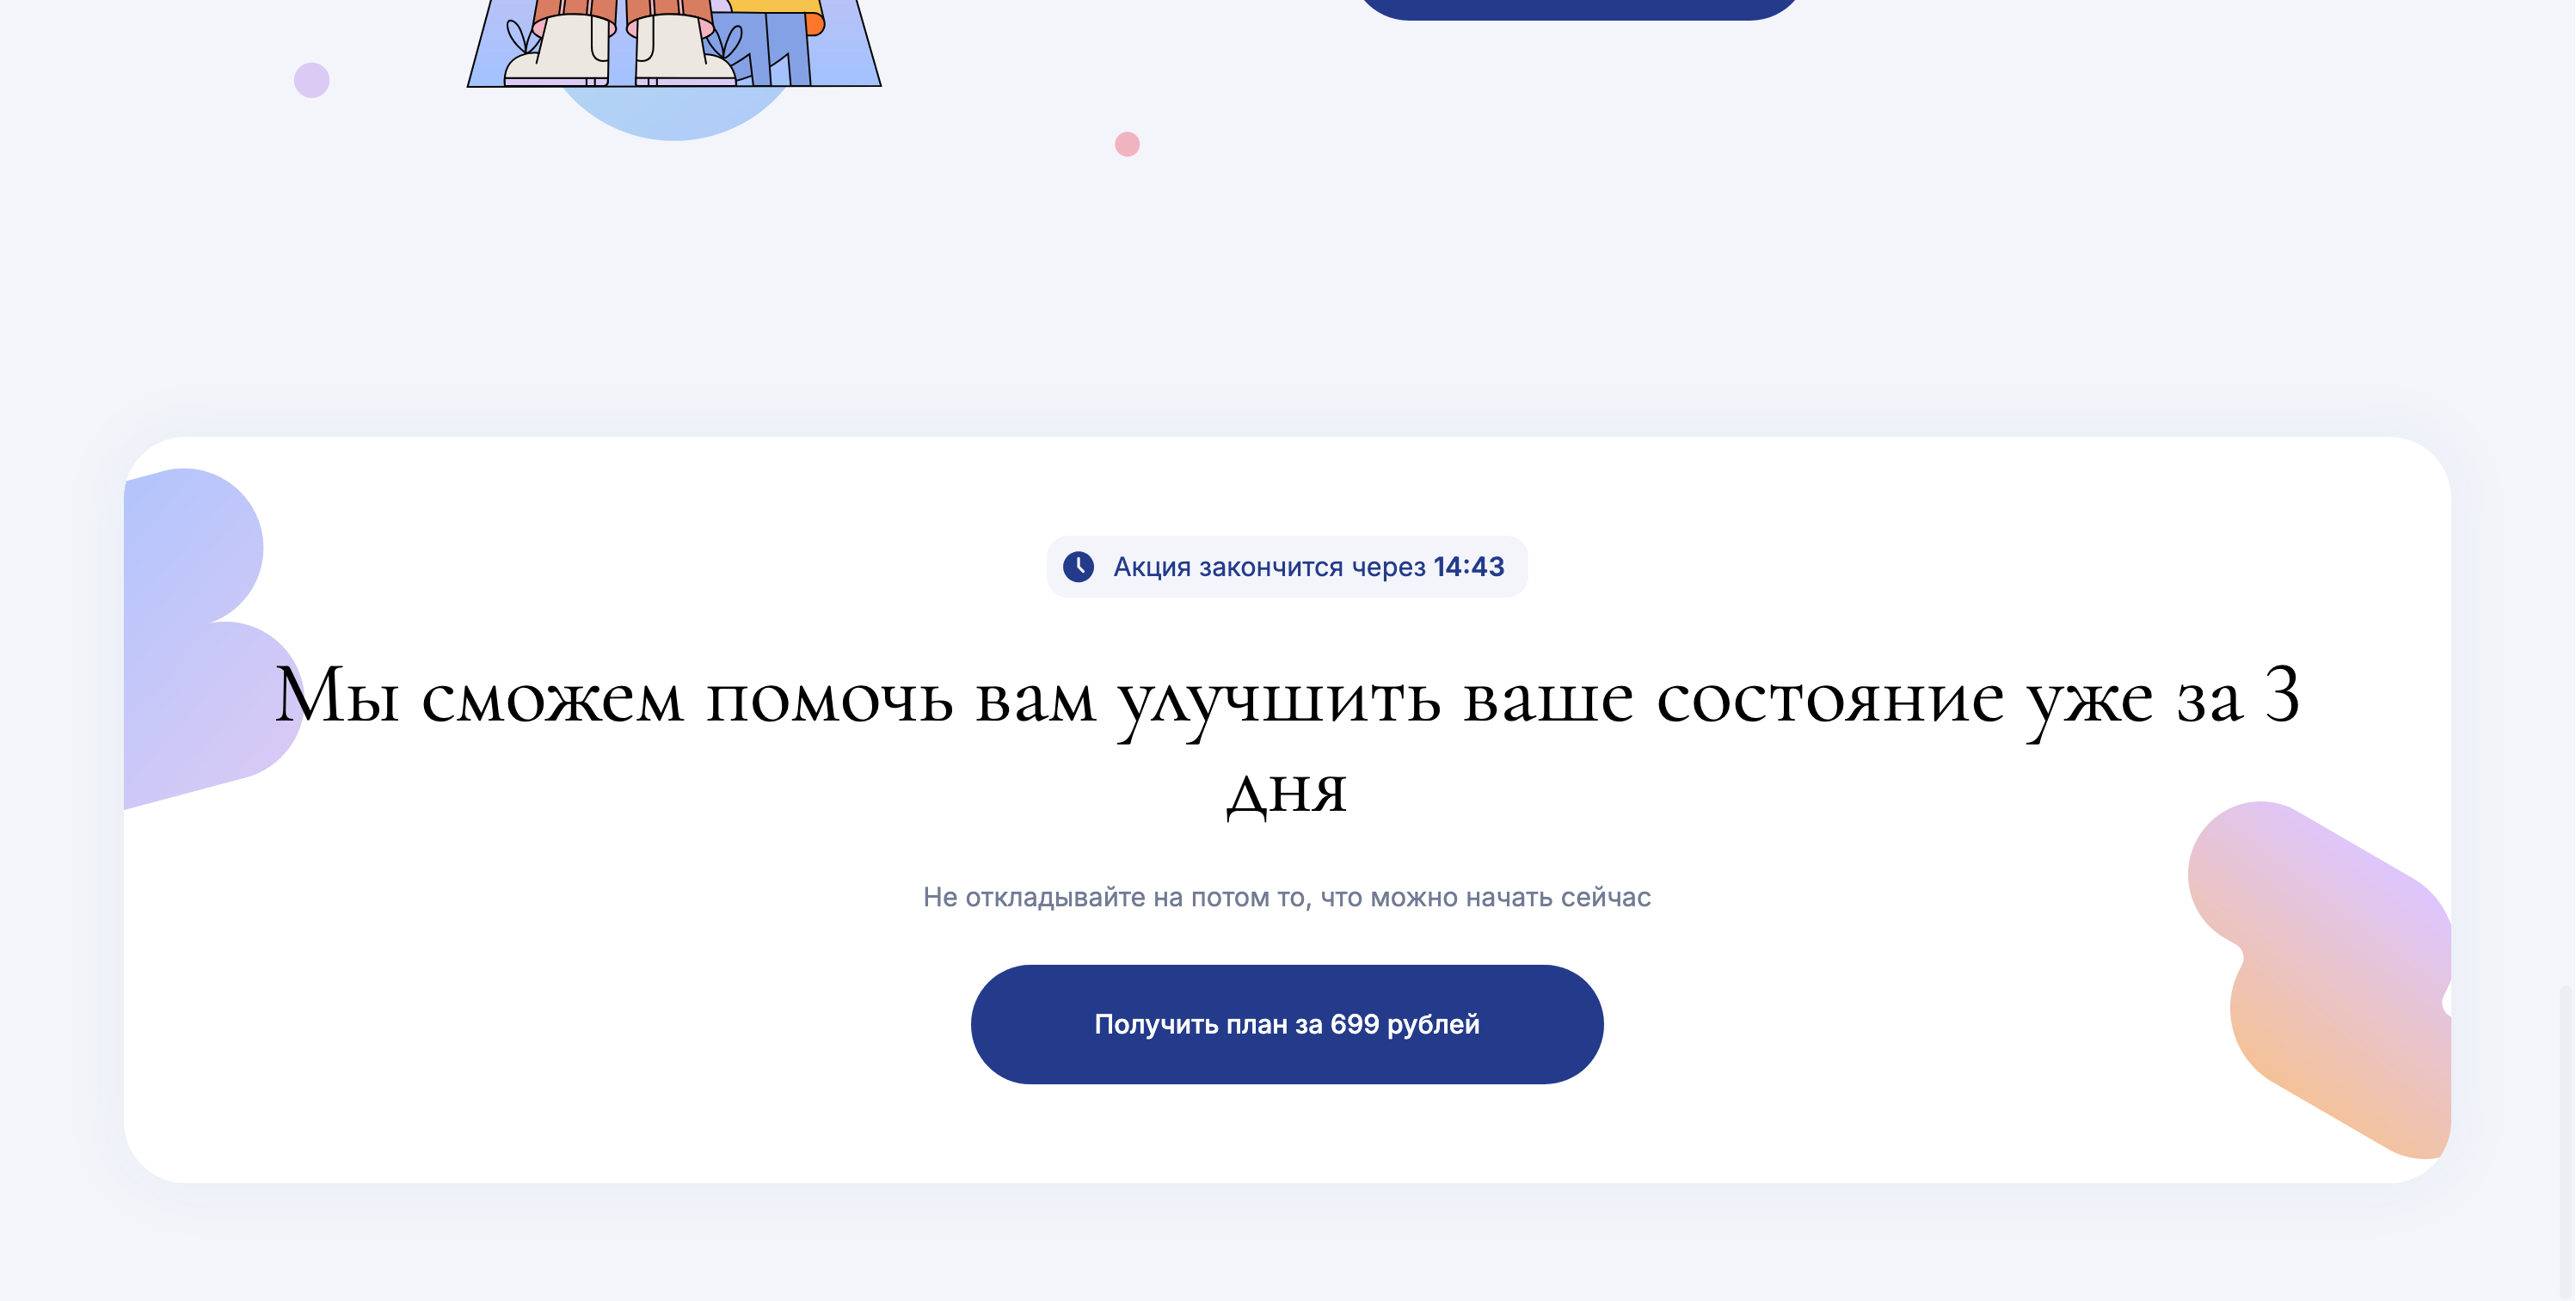 Акция закончится через 14:43
Мы сможем помочь вам улучшить ваше состояние уже за 3
дня
Не откладывайте на потом то, что можно начать сейчас
Получить план за 699 рублей